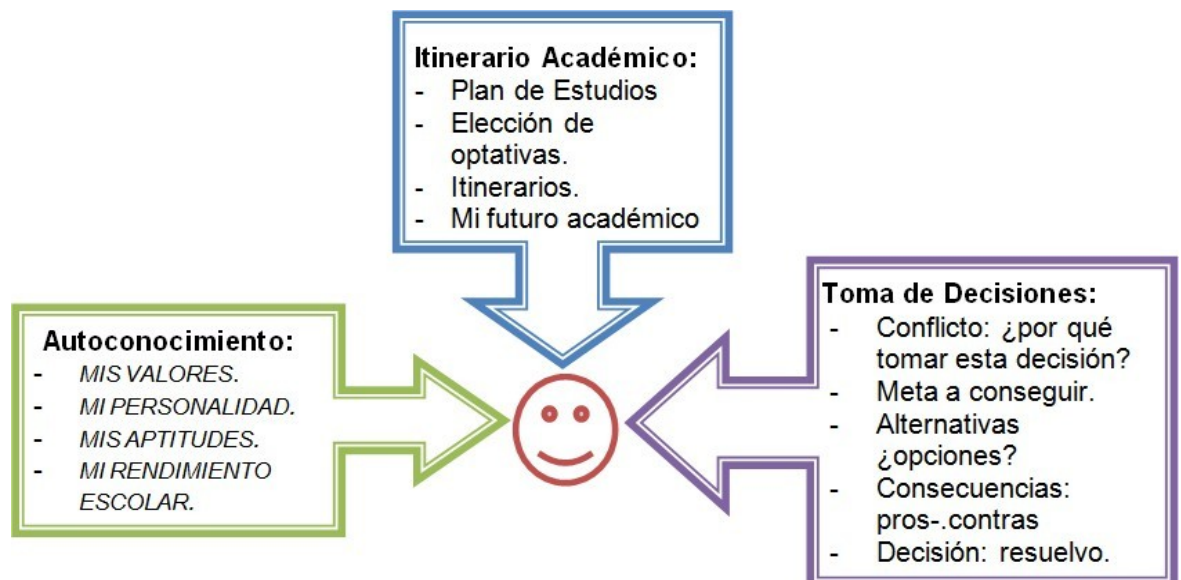 Itinerario Académico:
- Plan de Estudios
- Elección de
optativas.
- Itinerarios.
- Mi futuro académico
Autoconocimiento:
- MIS VALORES.
- MI PERSONALIDAD.
- MIS APTITUDES.
- MI RENDIMIENTO
ESCOLAR.
Toma de Decisiones:
- Conflicto: ¿por qué
tomar esta decisión?
- Meta a conseguir.
- Alternativas
¿opciones?
- Consecuencias:
pros-.contras
- Decisión: resuelvo.